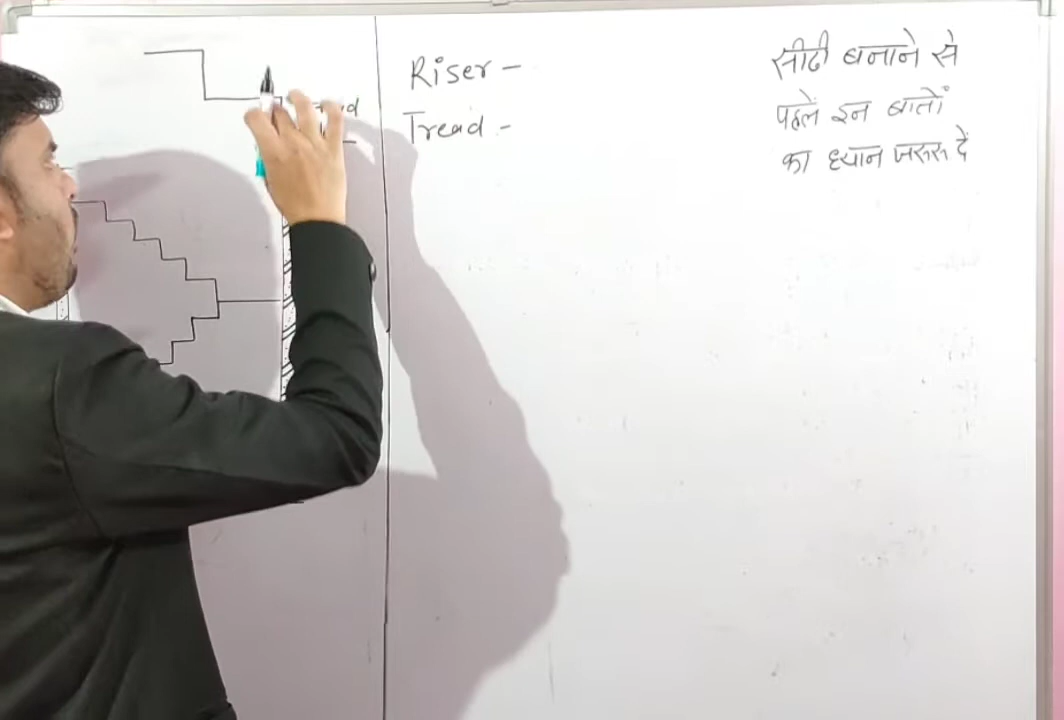 Riser -
Tread -
सीढी बनाने से
पहले इन बातों
का ध्यान जरूर दें